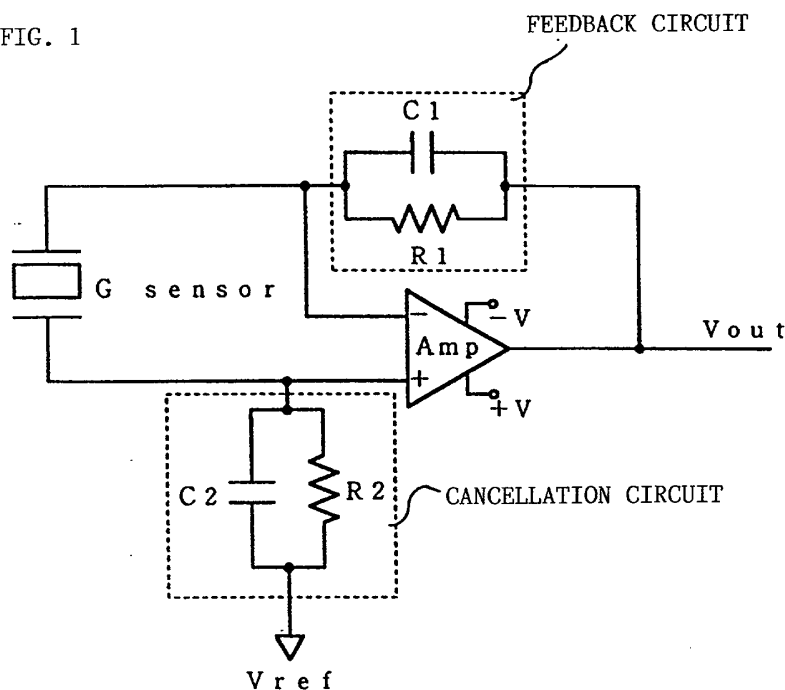 FIG. 1
FEEDBACK CIRCUIT
C1
R1
G sensor
−
Amp
+
−V
+V
Vout
C2
R2
CANCELLATION CIRCUIT
Vref